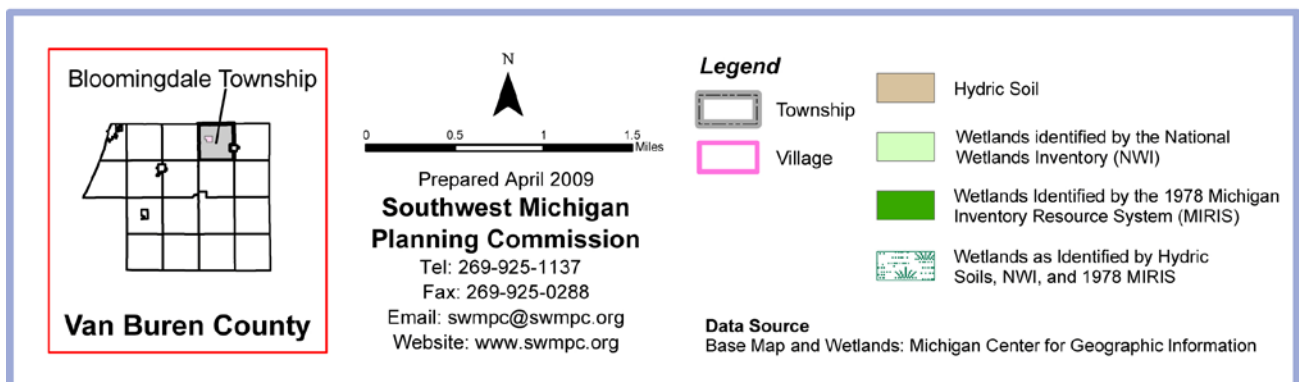 Bloomingdale Township
Van Buren County
N
0 0.5 1 1.5
Miles
Prepared April 2009
Southwest Michigan
Planning Commission
Tel: 269-925-1137
Fax: 269-925-0288
Email: swmpc@swmpc.org
Website: www.swmpc.org
Legend
Township
Village
Hydric Soil
Wetlands identified by the National
Wetlands Inventory (NWI)
Wetlands Identified by the 1978 Michigan
Inventory Resource System (MIRIS)
Wetlands as Identified by Hydric
Soils, NWI, and 1978 MIRIS
Data Source
Base Map and Wetlands: Michigan Center for Geographic Information